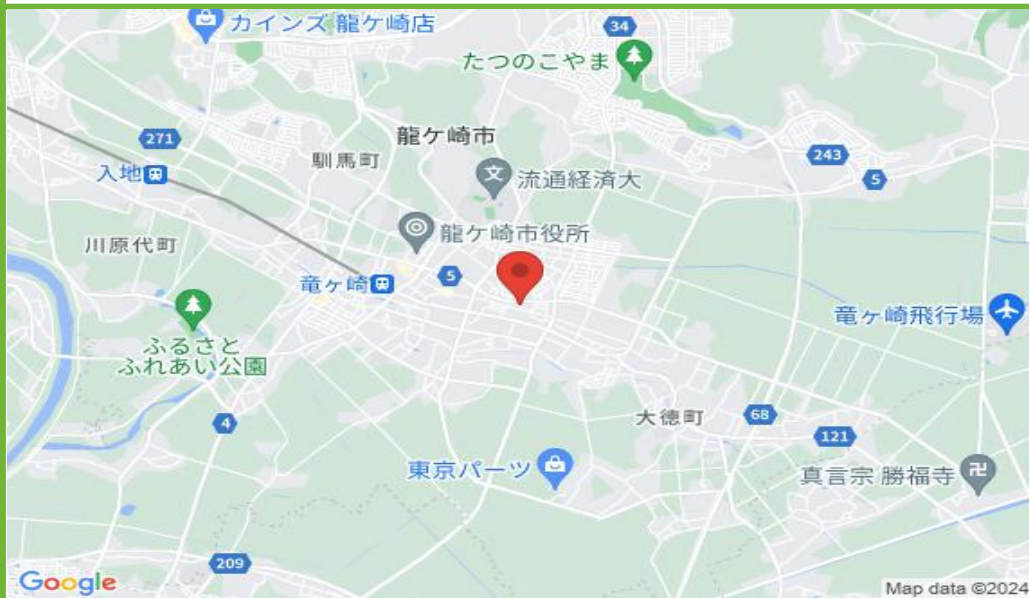 カインズ 龍ケ崎店
34
たつのこやま
271
龍ケ崎市
馴馬町
243
入地
流通経済大
5
川原代町
龍ケ崎市役所
竜ヶ崎
5
竜ヶ崎飛行場
ふるさと
ふれあい公園
大徳町
68
4
121
東京パーツ
真言宗 勝福寺
卍
文
209
Google
Map data ©2024